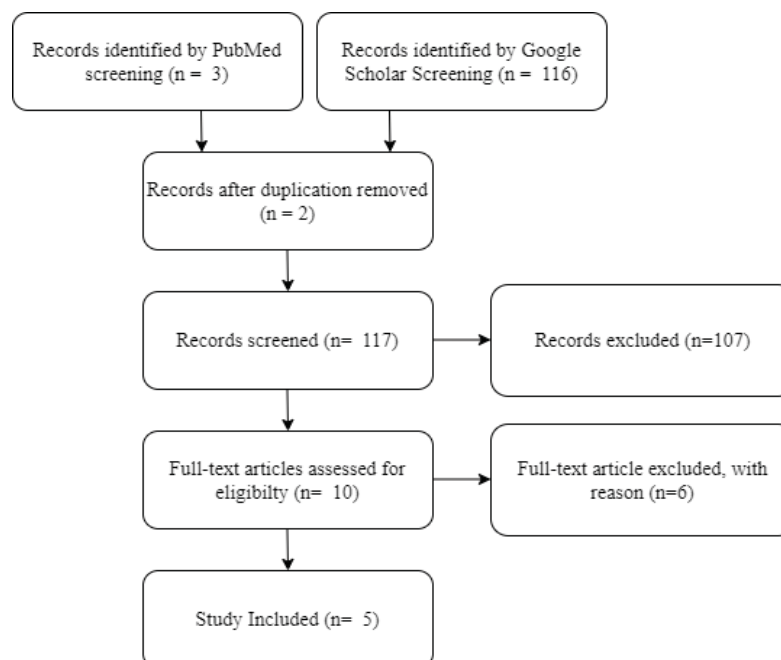 Records identified by PubMed
screening (n = 3)
Records identified by Google
Scholar Screening (n = 116)
Records after duplication removed
(n = 2)
Records screened (n= 117)
Records excluded (n=107)
Full-text articles assessed for
eligibilty (n= 10)
Full-text article excluded, with
reason (n=6)
Study Included (n= 5)